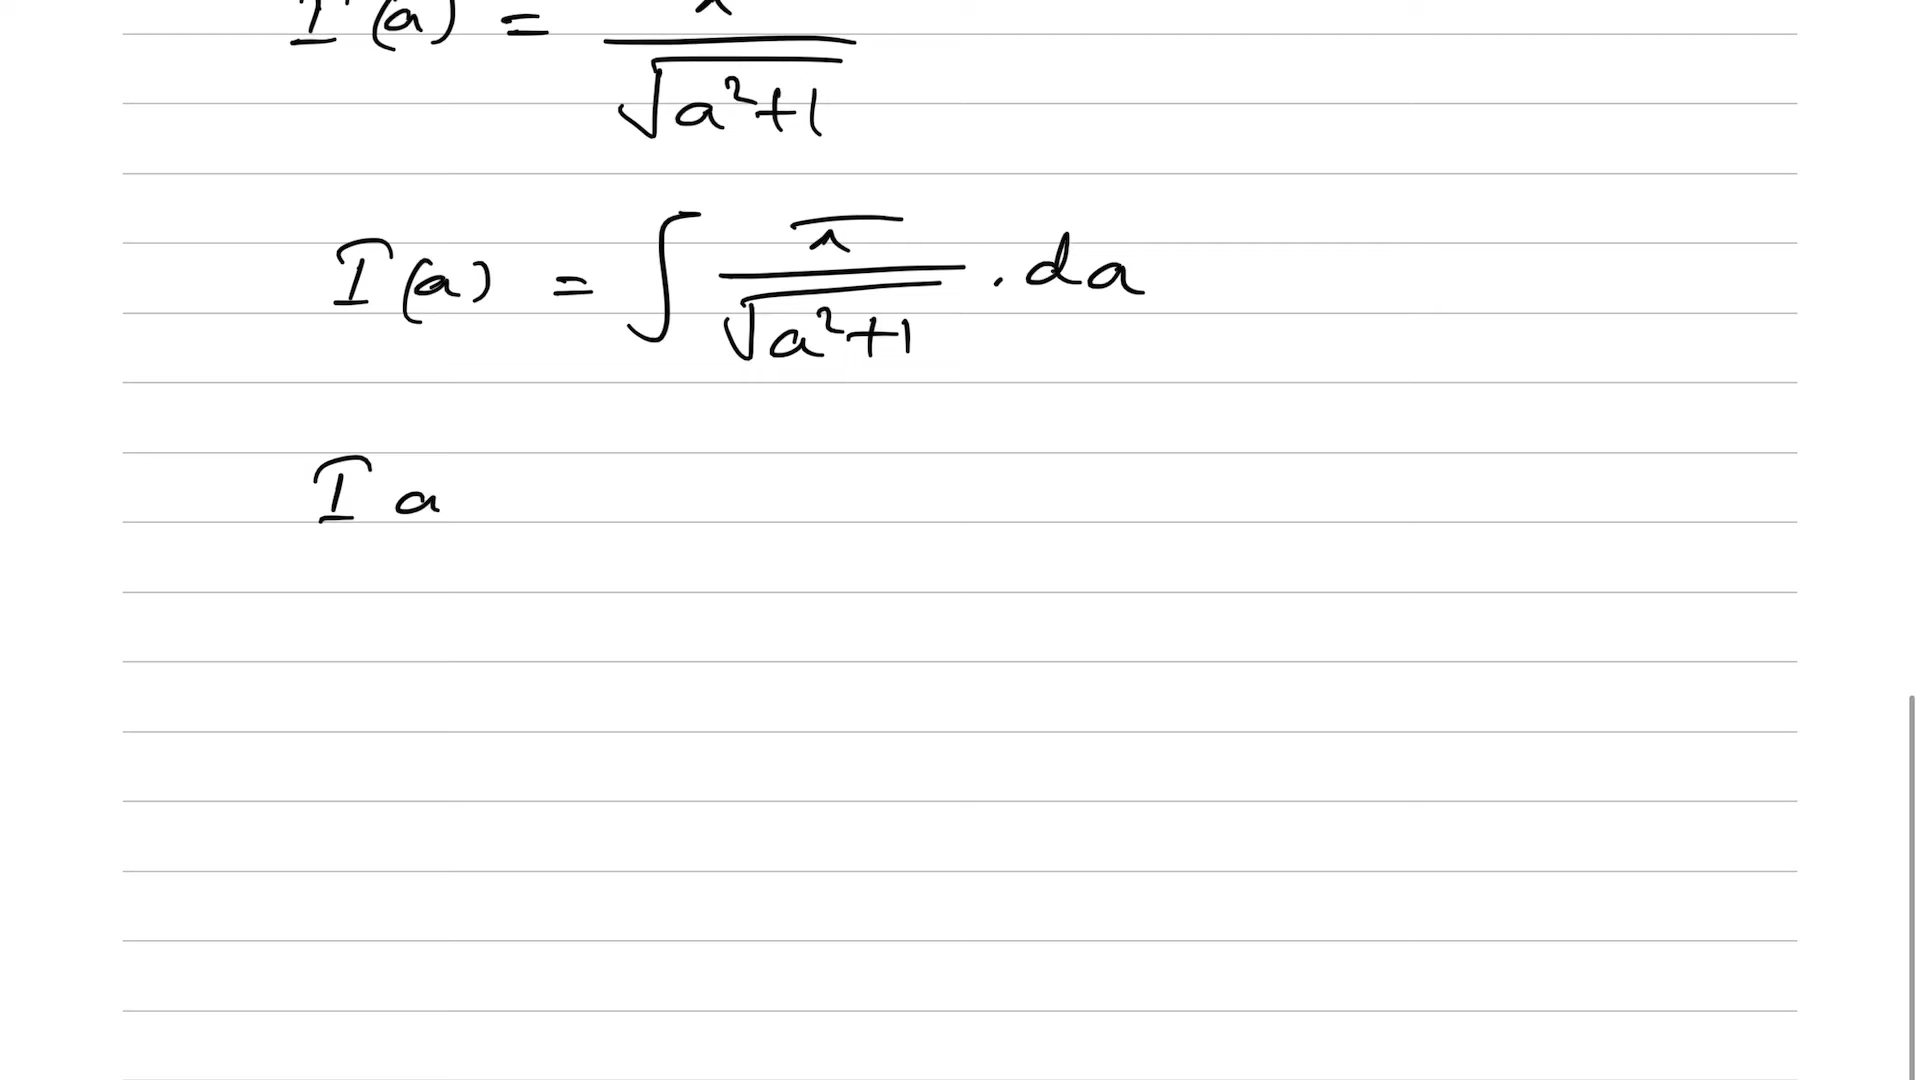 I'(a) = π / √(a²+1)
I(a) = ∫ π / √(a²+1) . da
I a